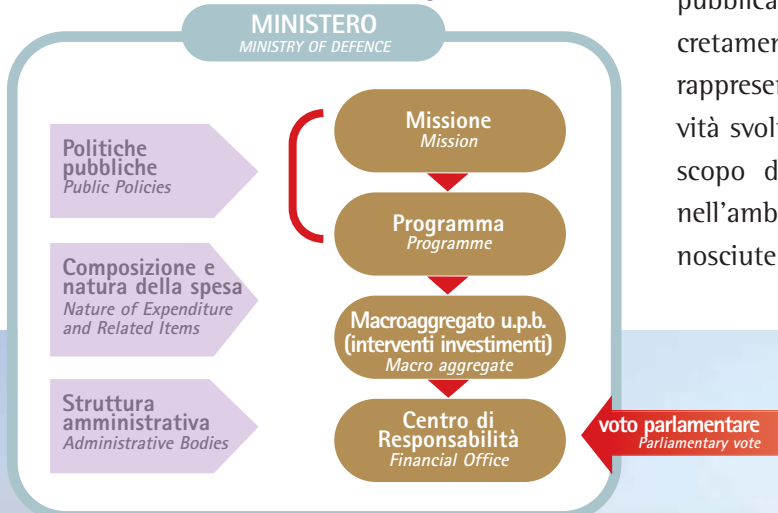 MINISTERO
MINISTRY OF DEFENCE
Politiche
pubbliche
Public Policies
Composizione e
natura della spesa
Nature of Expenditure
and Related Items
Struttura
amministrativa
Administrative Bodies
Missione
Mission
Programma
Programme
Macroaggregato u.p.b.
(interventi investimenti)
Macro aggregate
Centro di
Responsabilità
Financial Office
voto parlamentare
Parliamentary vote
pubblica
cretamen
rappresen
vità svol
scopo d
nell'amb
nosciute